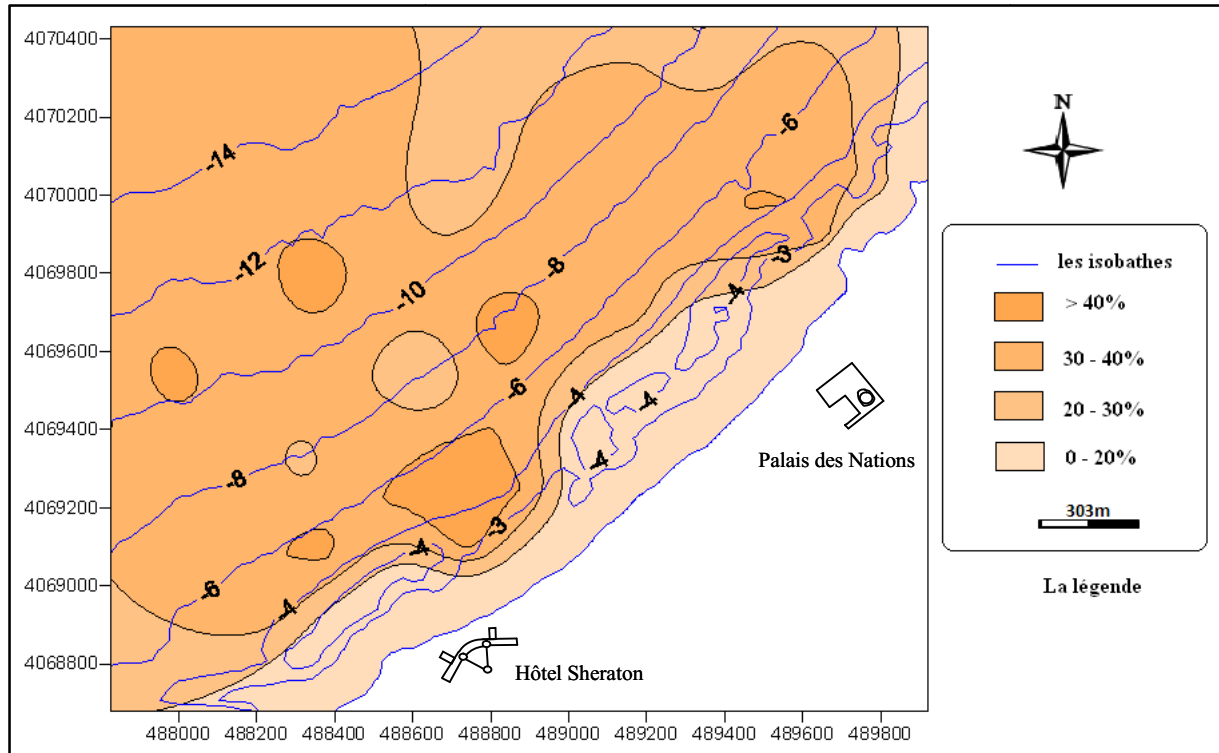 4070400
4070200
4070000
4069800
4069600
4069400
4069200
4069000
4068800
488000 488200 488400 488600 488800 489000 489200 489400 489600 489800
-14
-12
-10
-8
-6
-3
-4
-6
-4
-4
-4
-8
-3
-4
-6
-4
Palais des Nations
Hôtel Sheraton
N
les isobathes
> 40%
30 - 40%
20 - 30%
0 - 20%
303m
La légende